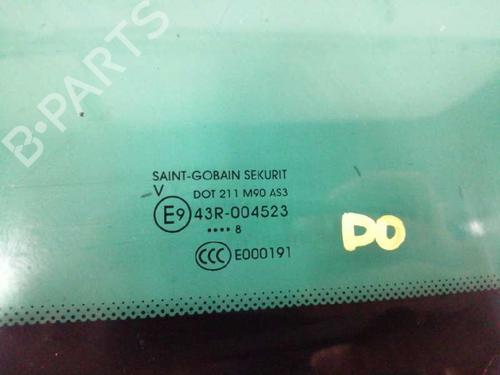 B-PARTS
SAINT-GOBAIN SEKURIT
V DOT 211 M90 AS3
E9 43R-004523
•••• 8
CCC E000191
DO